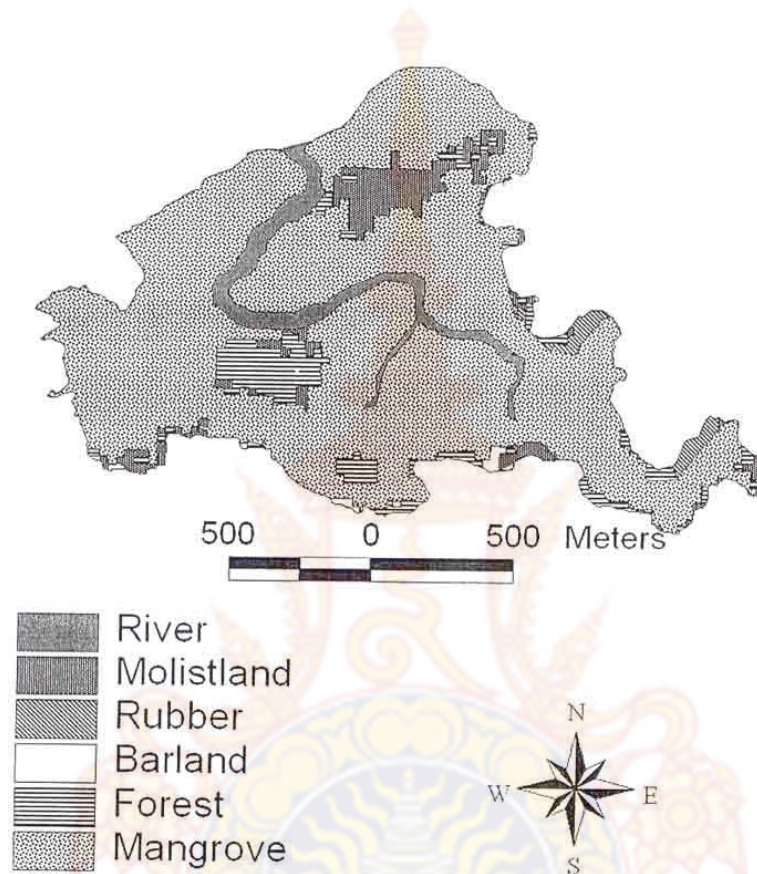 500 0 500 Meters
River
Molistland
Rubber
Barland
Forest
Mangrove
N
W E
S